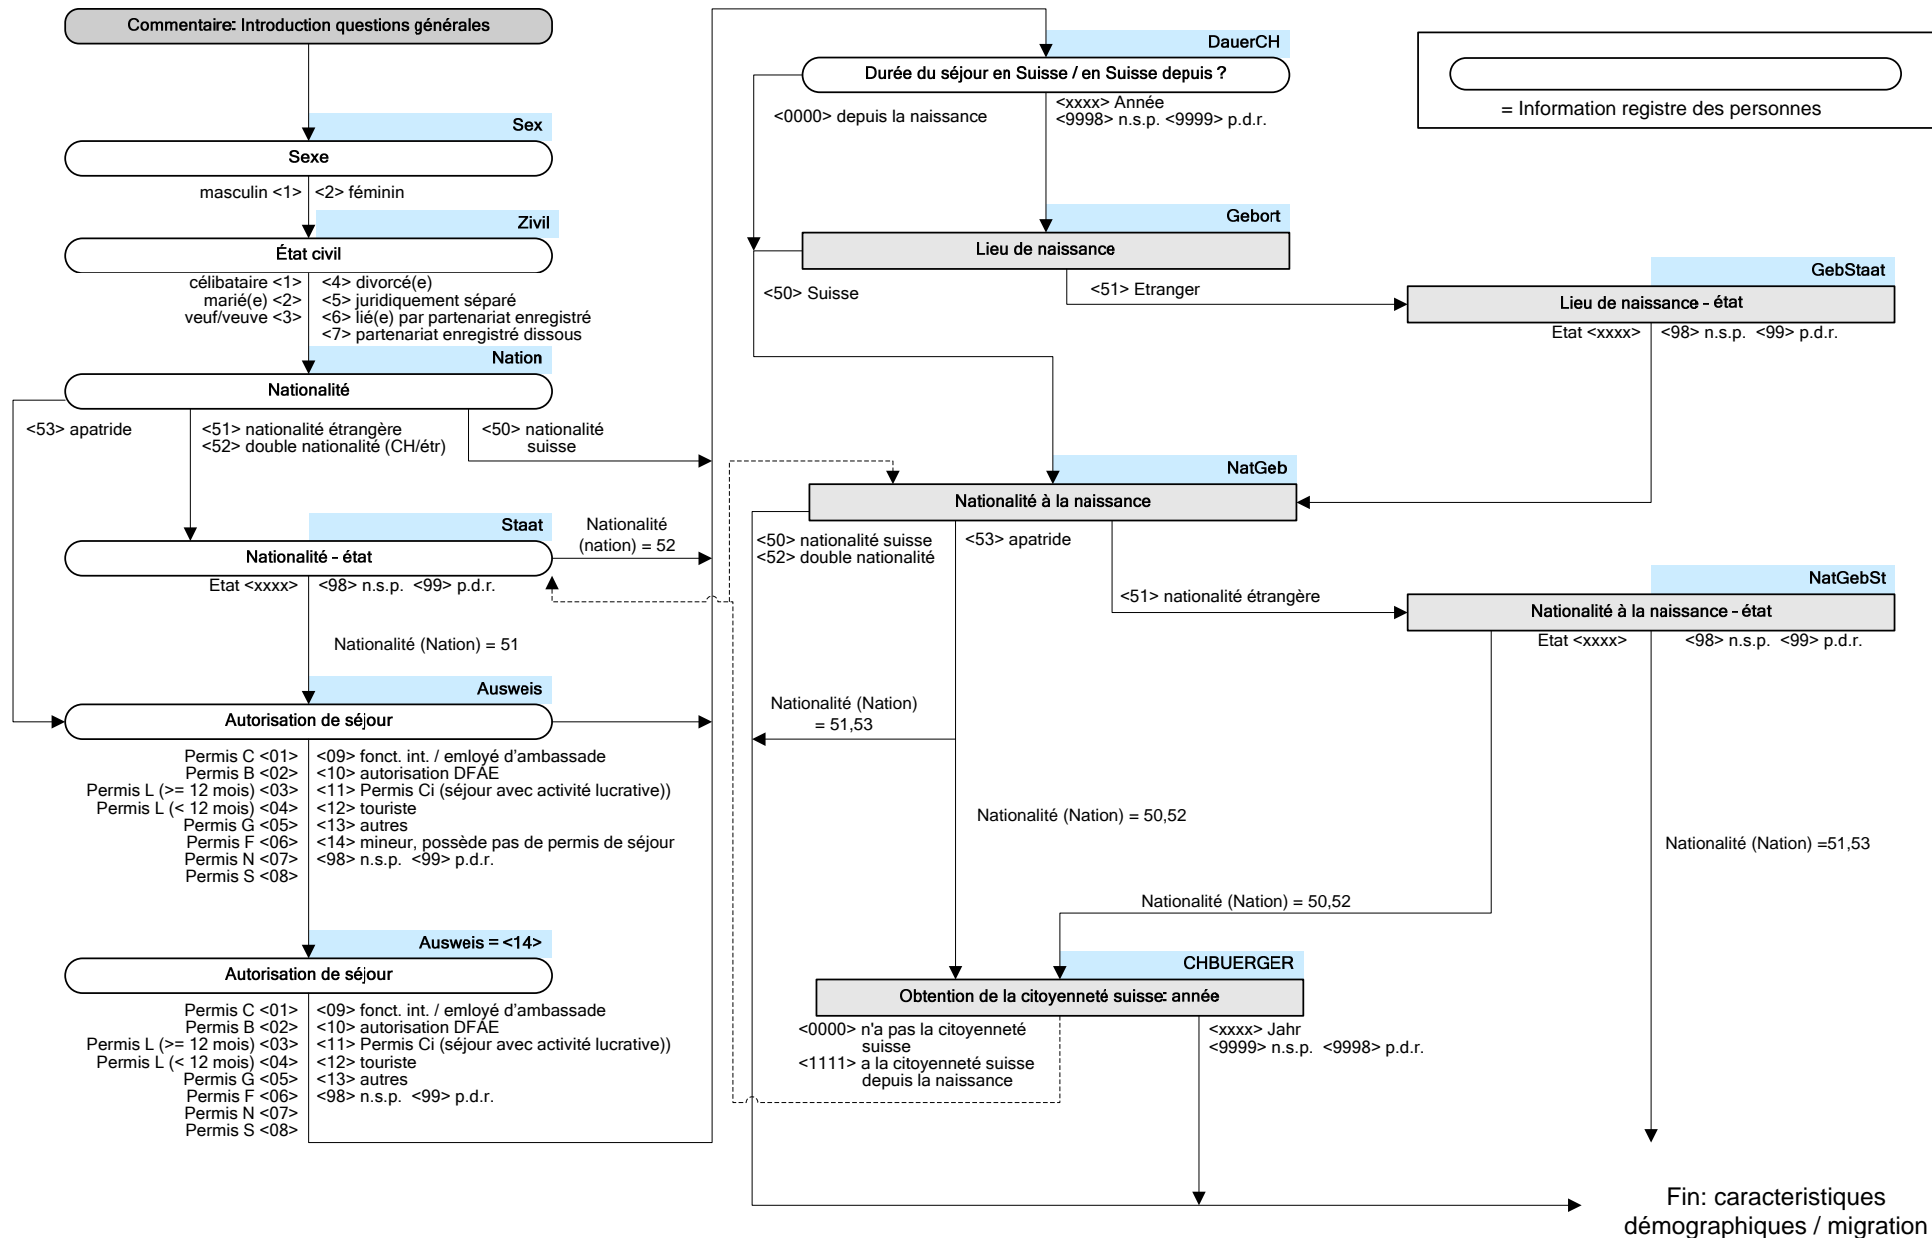 Commentaire: Introduction questions générales
Sex
Sexe
masculin <1> <2> féminin
Zivil
État civil
célibataire <1> <4> divorcé(e)
marié(e) <2> <5> juridiquement séparé
veuf/veuve <3> <6> lié(e) par partenariat enregistré
<7> partenariat enregistré dissous
Nation
Nationalité
<53> apatride
<51> nationalité étrangère
<52> double nationalité (CH/étr)
<50> nationalité
suisse
Staat
Nationalité – état
Nationalité
(nation) = 52
Etat <xxxx> <98> n.s.p. <99> p.d.r.
Nationalité (Nation) = 51
Ausweis
Autorisation de séjour
Permis C <01> <09> fonct. int. / emloyé d'ambassade
Permis B <02> <10> autorisation DFAE
Permis L (>= 12 mois) <03> <11> Permis Ci (séjour avec activité lucrative))
Permis L (< 12 mois) <04> <12> touriste
Permis G <05> <13> autres
Permis F <06> <14> mineur, possède pas de permis de séjour
Permis N <07> <98> n.s.p. <99> p.d.r.
Permis S <08>
Ausweis = <14>
Autorisation de séjour
Permis C <01> <09> fonct. int. / emloyé d'ambassade
Permis B <02> <10> autorisation DFAE
Permis L (>= 12 mois) <03> <11> Permis Ci (séjour avec activité lucrative))
Permis L (< 12 mois) <04> <12> touriste
Permis G <05> <13> autres
Permis F <06> <98> n.s.p. <99> p.d.r.
Permis N <07>
Permis S <08>
DauerCH
Durée du séjour en Suisse / en Suisse depuis ?
<0000> depuis la naissance
<xxxx> Année
<9998> n.s.p. <9999> p.d.r.
Gebort
Lieu de naissance
<50> Suisse
<51> Etranger
GebStaat
Lieu de naissance – état
Etat <xxxx> <98> n.s.p. <99> p.d.r.
NatGeb
Nationalité à la naissance
<50> nationalité suisse
<52> double nationalité
<53> apatride
<51> nationalité étrangère
NatGebSt
Nationalité à la naissance – état
Etat <xxxx> <98> n.s.p. <99> p.d.r.
Nationalité (Nation)
= 51,53
Nationalité (Nation) = 50,52
Nationalité (Nation) =51,53
Nationalité (Nation) = 50,52
CHBUERGER
Obtention de la citoyenneté suisse: année
<0000> n'a pas la citoyenneté
suisse
<1111> a la citoyenneté suisse
depuis la naissance
<xxxx> Jahr
<9999> n.s.p. <9998> p.d.r.
= Information registre des personnes
Fin: caracteristiques
démographiques / migration